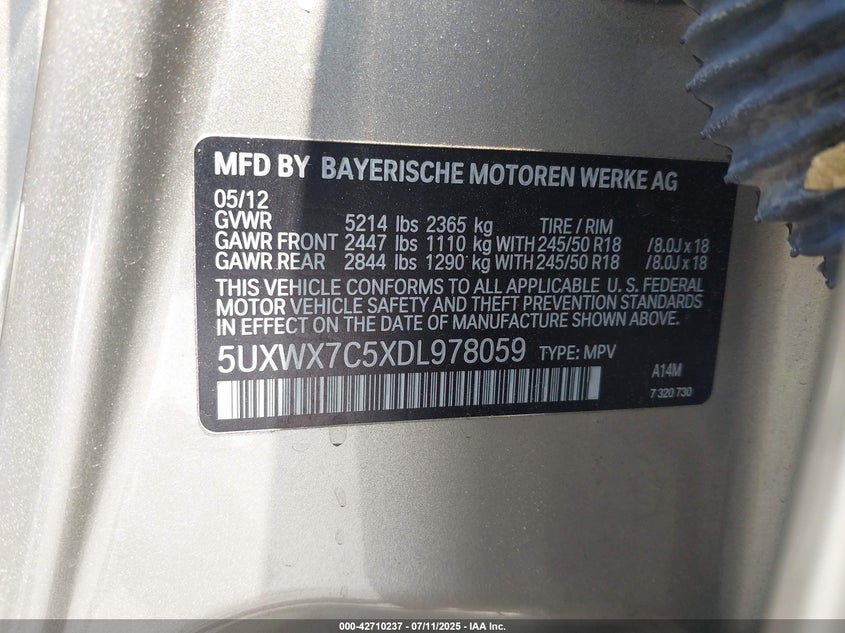 MFD BY BAYERISCHE MOTOREN WERKE AG
05/12
GVWR 5214 lbs 2365 kg TIRE / RIM
GAWR FRONT 2447 lbs 1110 kg WITH 245/50 R18 /8.0J x 18
GAWR REAR 2844 lbs 1290 kg WITH 245/50 R18 /8.0J x 18
THIS VEHICLE CONFORMS TO ALL APPLICABLE U. S. FEDERAL
MOTOR VEHICLE SAFETY AND THEFT PREVENTION STANDARDS
IN EFFECT ON THE DATE OF MANUFACTURE SHOWN ABOVE.
5UXWX7C5XDL978059 TYPE: MPV
A14M
7 320 730
000-42710237 - 07/11/2025 - IAA Inc.